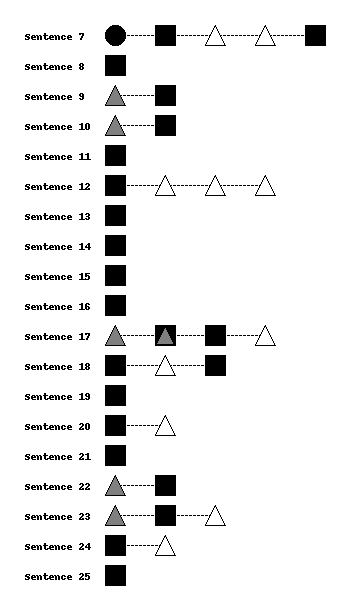 Sentence 7
Sentence 8
Sentence 9
Sentence 10
Sentence 11
Sentence 12
Sentence 13
Sentence 14
Sentence 15
Sentence 16
Sentence 17
Sentence 18
Sentence 19
Sentence 20
Sentence 21
Sentence 22
Sentence 23
Sentence 24
Sentence 25